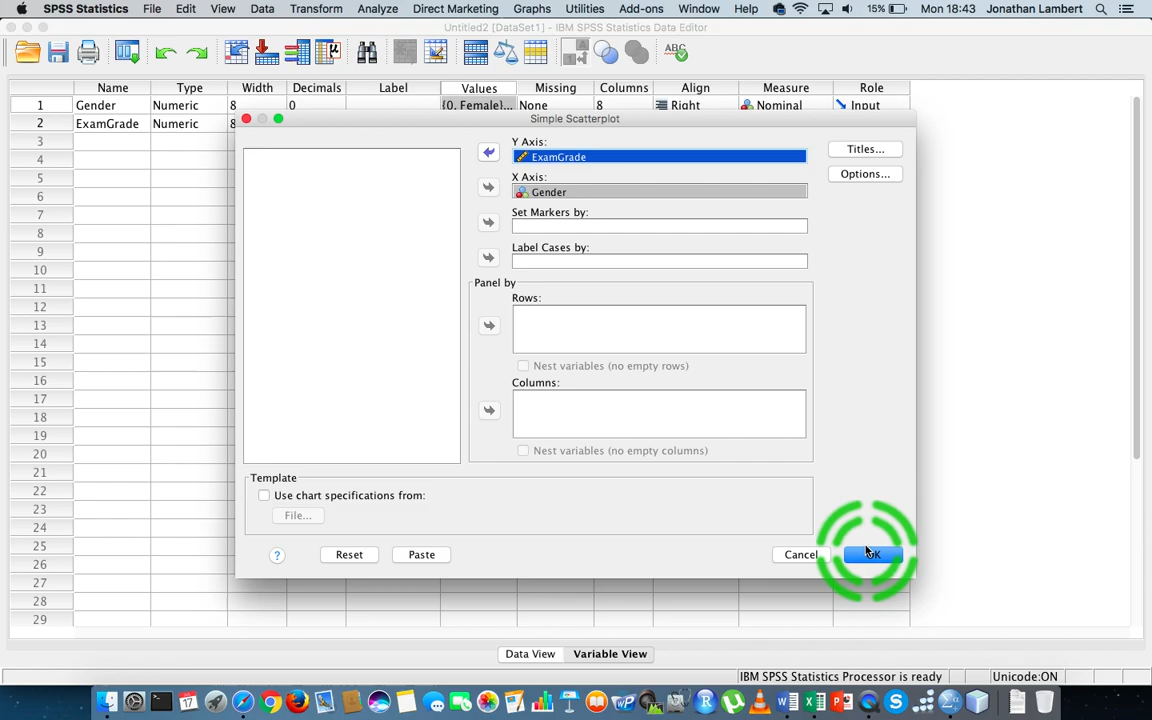 SPSS Statistics File Edit View Data Transform Analyze Direct Marketing Graphs Utilities Add-ons Window Help 15% Mon 18:43 Jonathan Lambert
Untitled2 [DataSet1] - IBM SPSS Statistics Data Editor
Name Type Width Decimals Label Values Missing Columns Align Measure Role
1 Gender Numeric 8 0 {0, Female}... None 8 Right Nominal Input
2 ExamGrade Numeric 8
Simple Scatterplot
3
Y Axis:
Titles...
4
ExamGrade
5
X Axis:
Options...
6
Gender
7
Set Markers by:
8
9
Label Cases by:
10
11
Panel by
12
Rows:
13
14
15
Nest variables (no empty rows)
16
Columns:
17
18
19
20
Nest variables (no empty columns)
21
Template
22
Use chart specifications from:
23
File...
24
25
? Reset Paste Cancel OK
26
27
28
29
Data View Variable View
IBM SPSS Statistics Processor is ready Unicode:ON